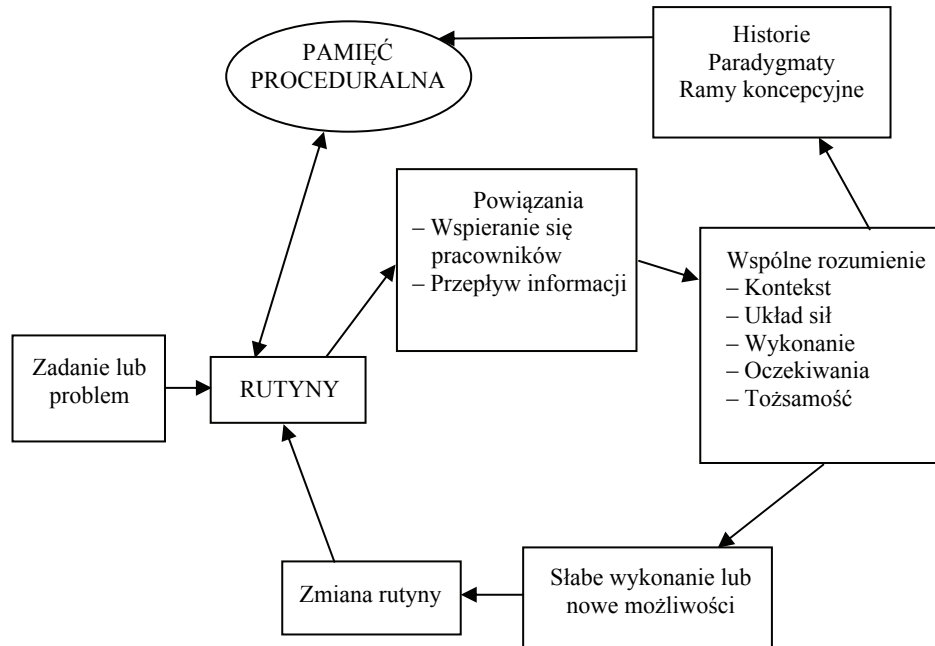 PAMIĘĆ
PROCEDURALNA
Historie
Paradygmaty
Ramy koncepcyjne
Powiązania
– Wspieranie się
pracowników
– Przepływ informacji
Wspólne rozumienie
– Kontekst
– Układ sił
– Wykonanie
– Oczekiwania
– Tożsamość
Zadanie lub
problem
RUTYNY
Zmiana rutyny
Słabe wykonanie lub
nowe możliwości